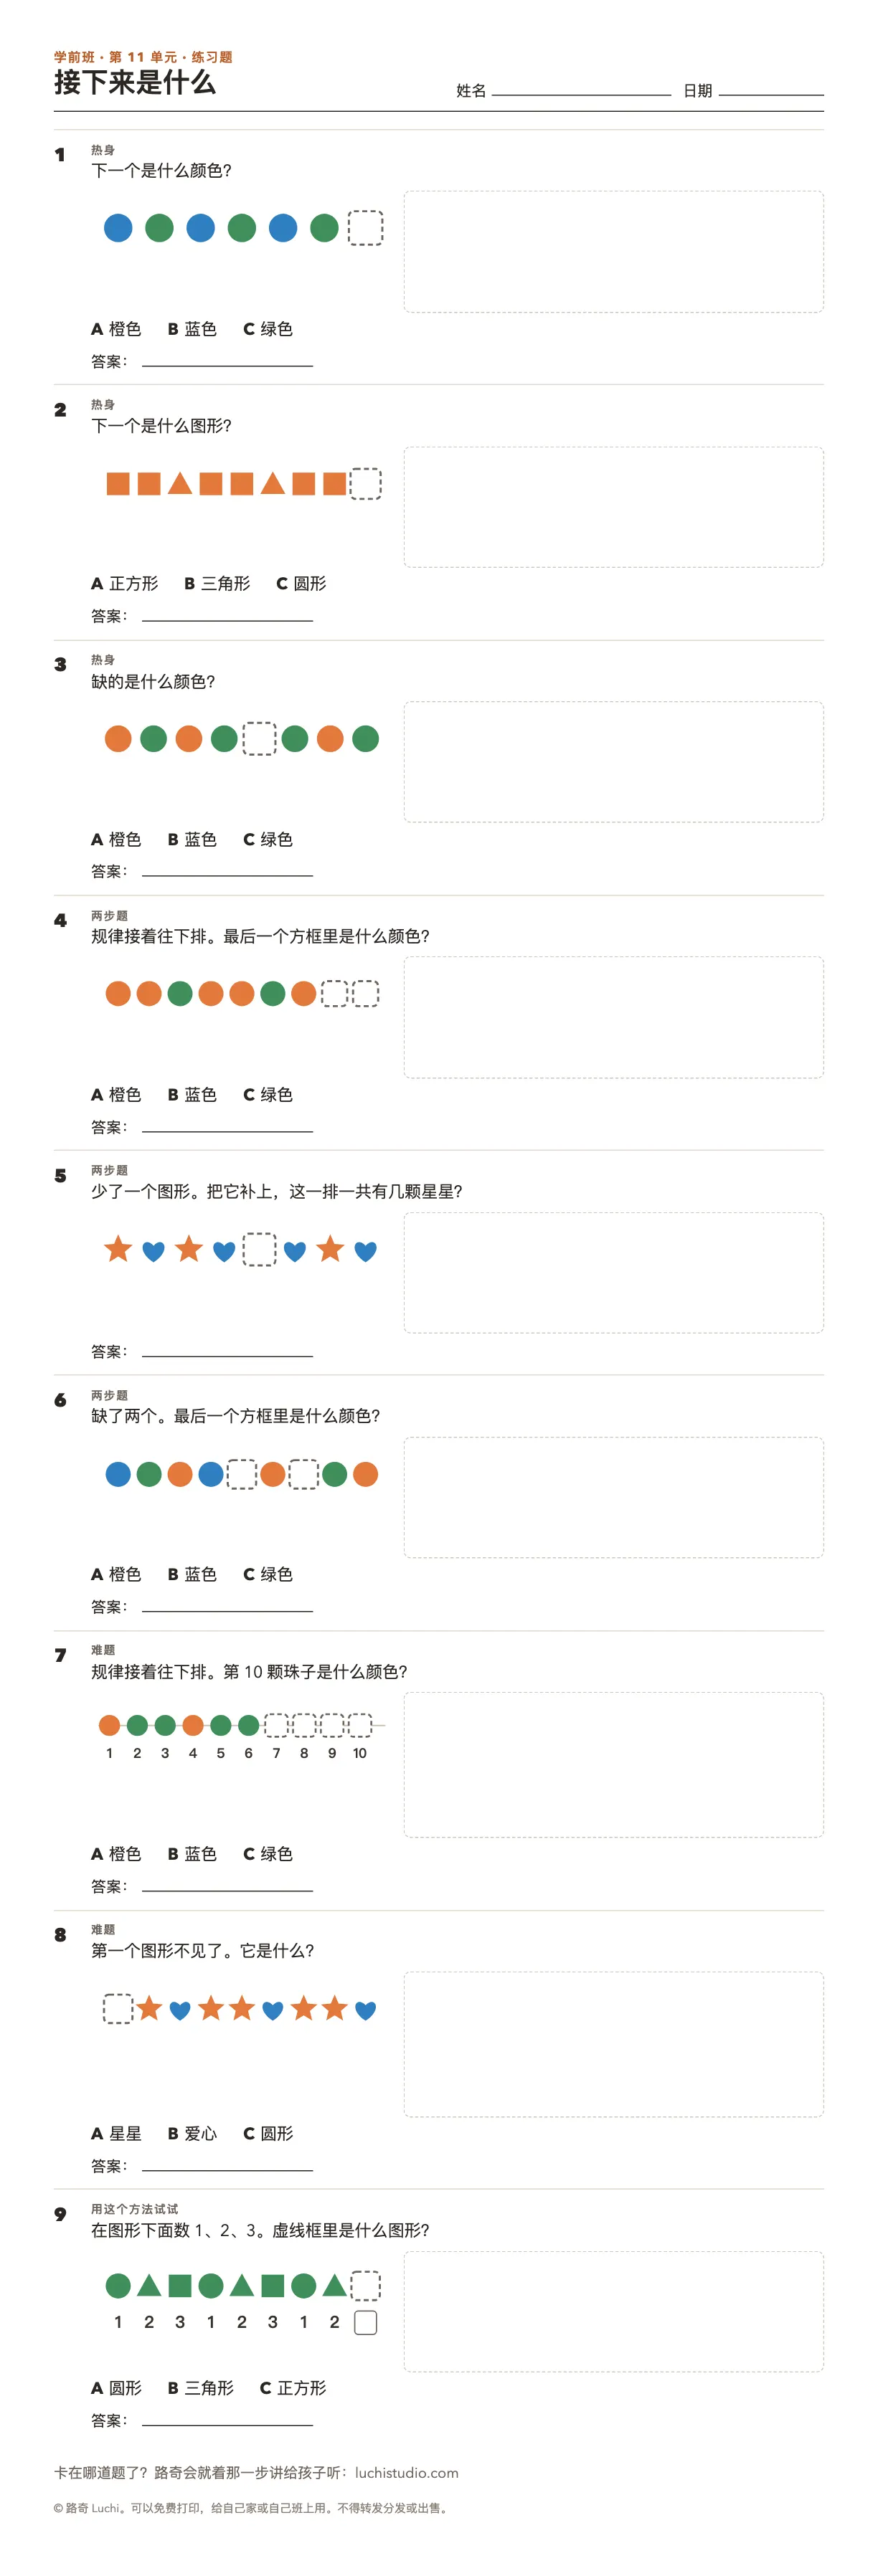 学前班 · 第 11 单元 · 练习题
接下来是什么
姓名 日期
1 热身
下一个是什么颜色？
A 橙色 B 蓝色 C 绿色
答案：
2 热身
下一个是什么图形？
A 正方形 B 三角形 C 圆形
答案：
3 热身
缺的是什么颜色？
A 橙色 B 蓝色 C 绿色
答案：
4 两步题
规律接着往下排。最后一个方框里是什么颜色？
A 橙色 B 蓝色 C 绿色
答案：
5 两步题
少了一个图形。把它补上，这一排一共有几颗星星？
答案：
6 两步题
缺了两个。最后一个方框里是什么颜色？
A 橙色 B 蓝色 C 绿色
答案：
7 难题
规律接着往下排。第 10 颗珠子是什么颜色？
1 2 3 4 5 6 7 8 9 10
A 橙色 B 蓝色 C 绿色
答案：
8 难题
第一个图形不见了。它是什么？
A 星星 B 爱心 C 圆形
答案：
9 用这个方法试试
在图形下面数 1、2、3。虚线框里是什么图形？
1 2 3 1 2 3 1 2
A 圆形 B 三角形 C 正方形
答案：
卡在哪道题了？路奇会就着那一步讲给孩子听：luchistudio.com
© 路奇 Luchi。可以免费打印，给自己家或自己班上用。不得转发分发或出售。